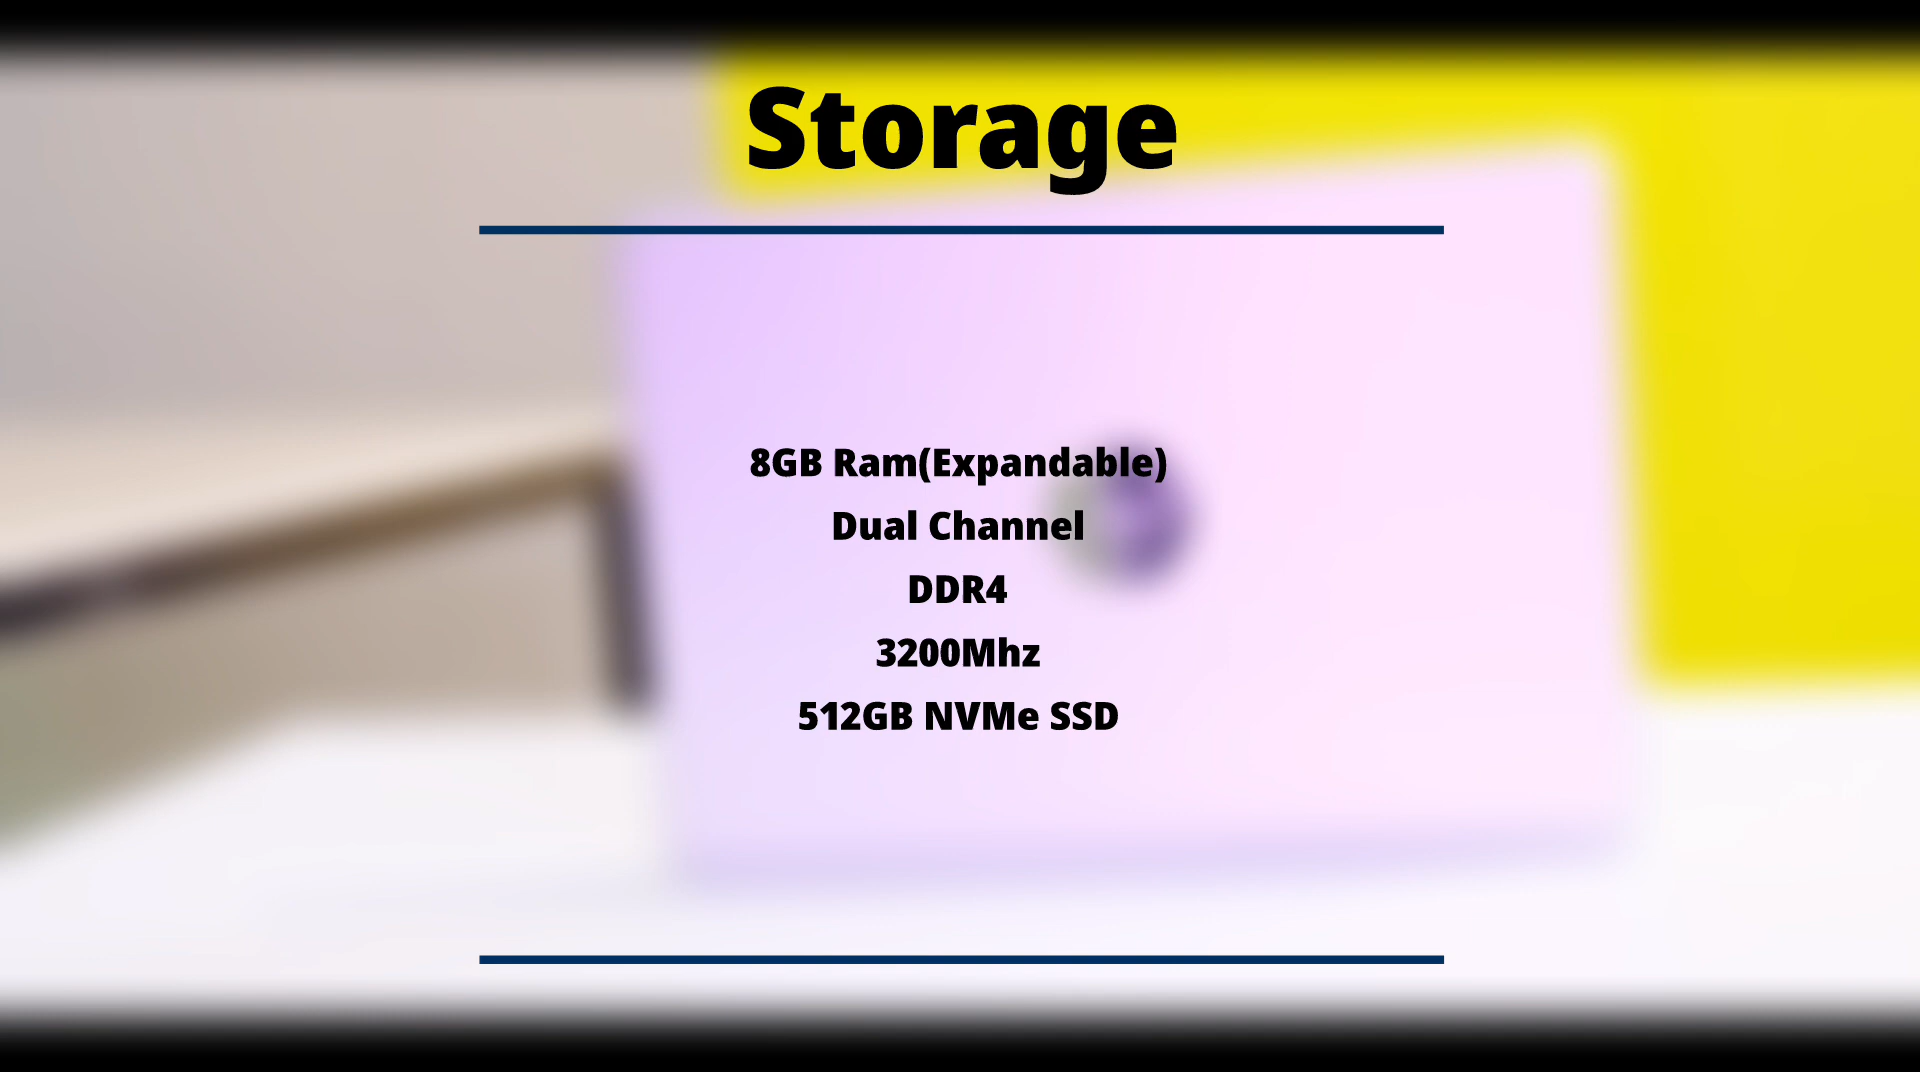 Storage
8GB Ram(Expandable)
Dual Channel
DDR4
3200Mhz
512GB NVMe SSD